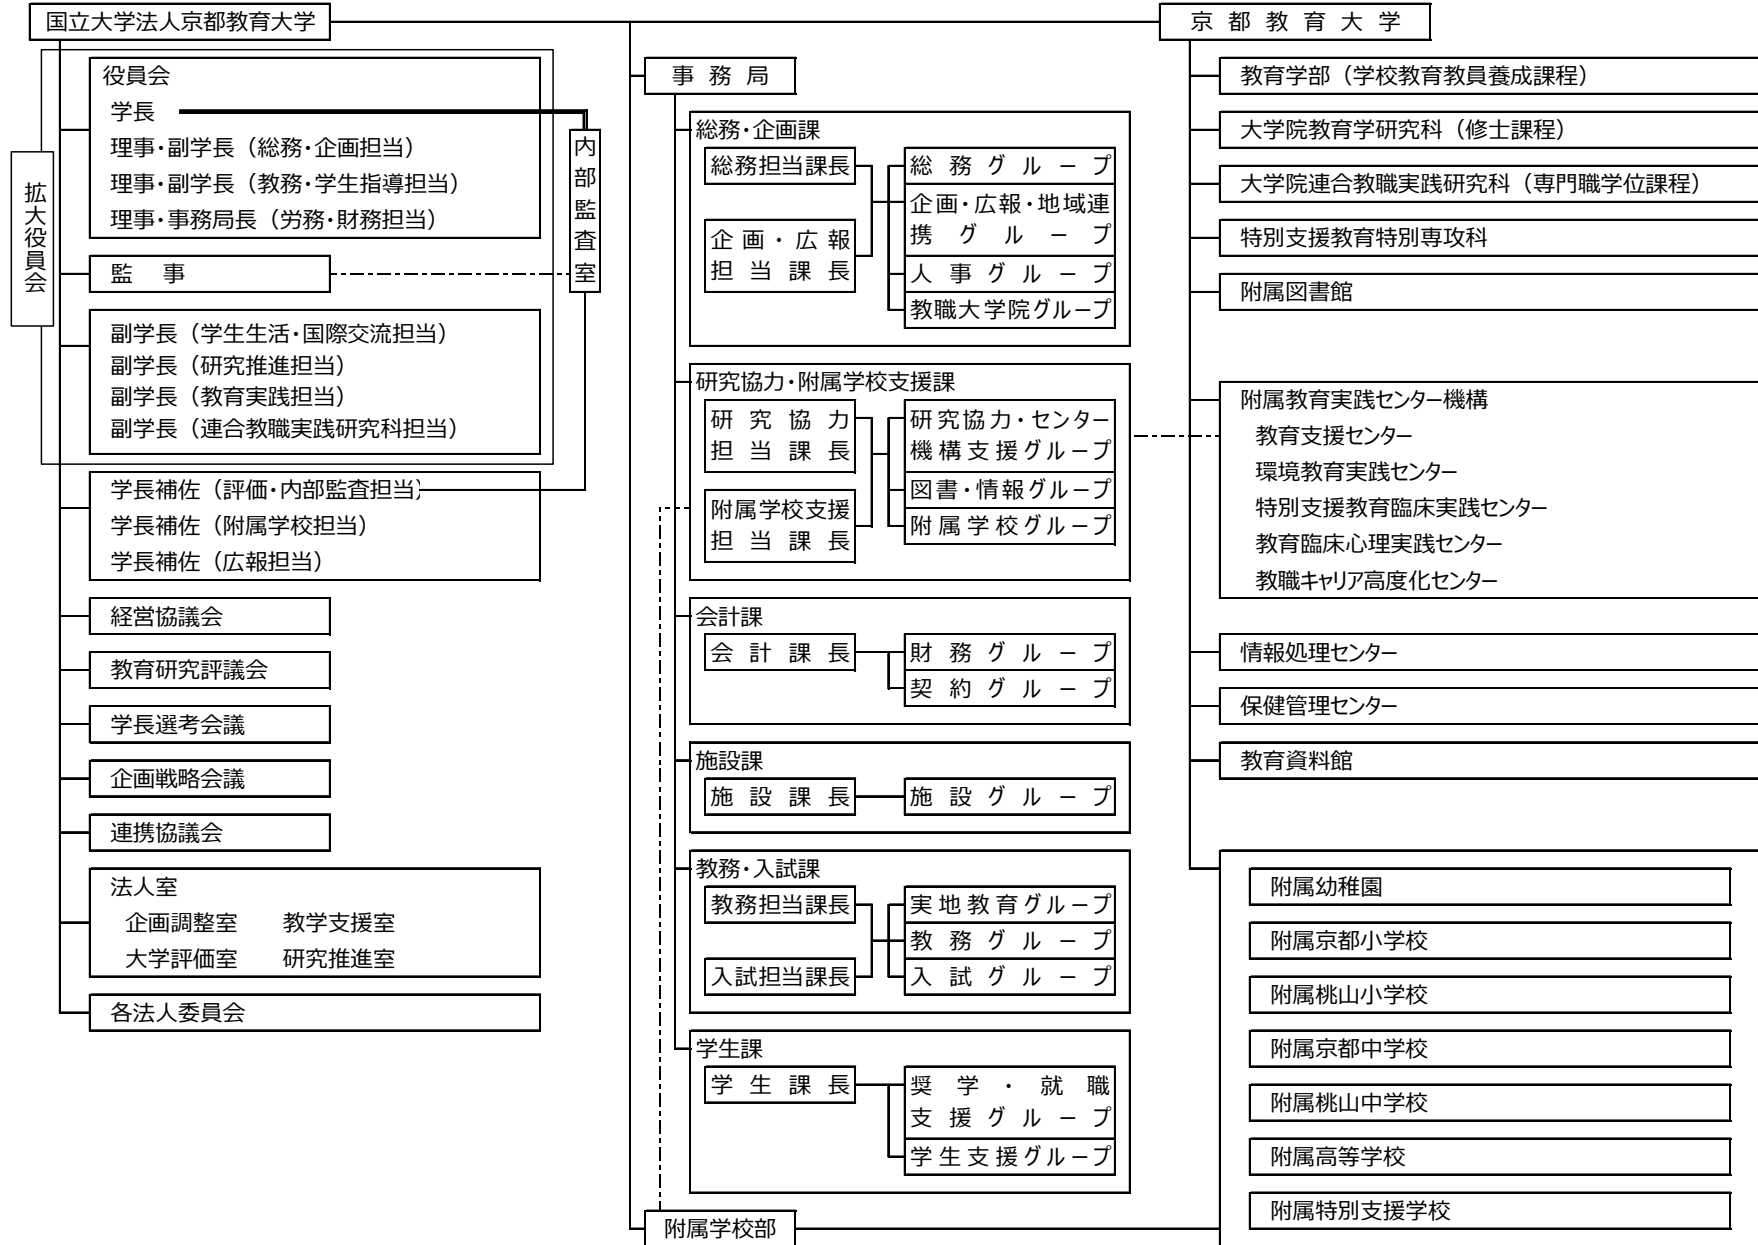 国立大学法人京都教育大学
拡大役員会
役員会
学長
理事・副学長（総務・企画担当）
理事・副学長（教務・学生指導担当）
理事・事務局長（労務・財務担当）
内部監査室
監　事
副学長（学生生活・国際交流担当）
副学長（研究推進担当）
副学長（教育実践担当）
副学長（連合教職実践研究科担当）
学長補佐（評価・内部監査担当）
学長補佐（附属学校担当）
学長補佐（広報担当）
経営協議会
教育研究評議会
学長選考会議
企画戦略会議
連携協議会
法人室
企画調整室　　教学支援室
大学評価室　　研究推進室
各法人委員会
事 務 局
総務・企画課
総務担当課長
企画・広報
担当課長
総務グループ
企画・広報・地域連
携グループ
人事グループ
教職大学院グループ
研究協力・附属学校支援課
研究協力
担当課長
附属学校支援
担当課長
研究協力・センター
機構支援グループ
図書・情報グループ
附属学校グループ
会計課
会計課長
財務グループ
契約グループ
施設課
施設課長
施設グループ
教務・入試課
教務担当課長
入試担当課長
実地教育グループ
教務グループ
入試グループ
学生課
学生課長
奨学・就職
支援グループ
学生支援グループ
附属学校部
京 都 教 育 大 学
教育学部（学校教育教員養成課程）
大学院教育学研究科（修士課程）
大学院連合教職実践研究科（専門職学位課程）
特別支援教育特別専攻科
附属図書館
附属教育実践センター機構
教育支援センター
環境教育実践センター
特別支援教育臨床実践センター
教育臨床心理実践センター
教職キャリア高度化センター
情報処理センター
保健管理センター
教育資料館
附属幼稚園
附属京都小学校
附属桃山小学校
附属京都中学校
附属桃山中学校
附属高等学校
附属特別支援学校